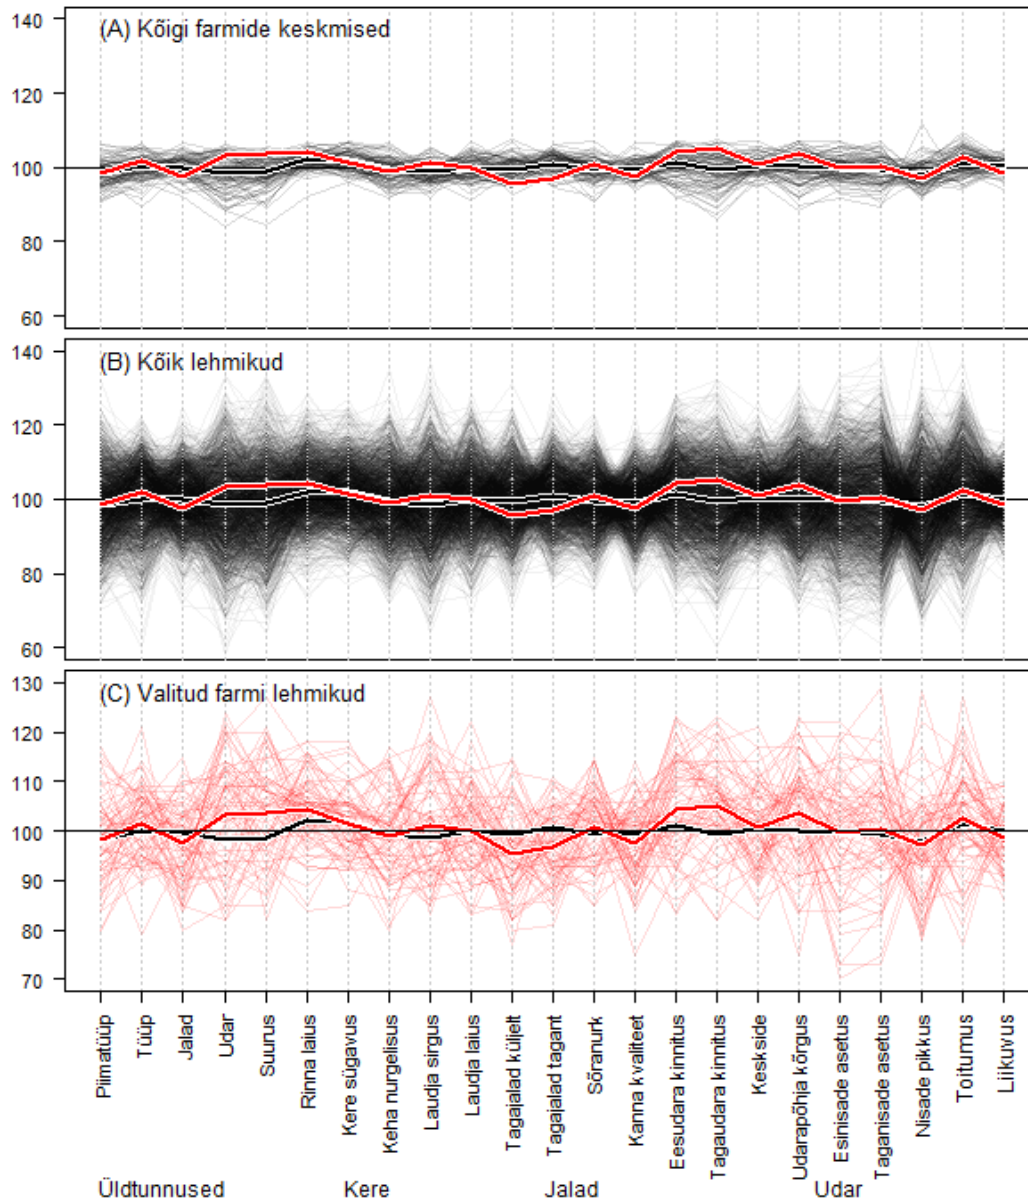 (A) Kõigi farmide keskmised
140
120
100
80
60
(B) Kõik lehmikud
140
120
100
80
60
(C) Valitud farmi lehmikud
130
120
110
100
90
80
70
Piimatüüp
Tüüp
Jalad
Udar
Suurus
Rinna laius
Kere sügavus
Keha nurgelisus
Laudja sirgus
Laudja laius
Tagajalad küljelt
Tagajalad tagant
Sõranurk
Kanna kvaliteet
Eesudara kinnitus
Tagaudara kinnitus
Keskside
Udarapõhja kõrgus
Esinisade asetus
Taganisade asetus
Nisade pikkus
Toitumus
Liikuvus
Üldtunnused Kere Jalad Udar